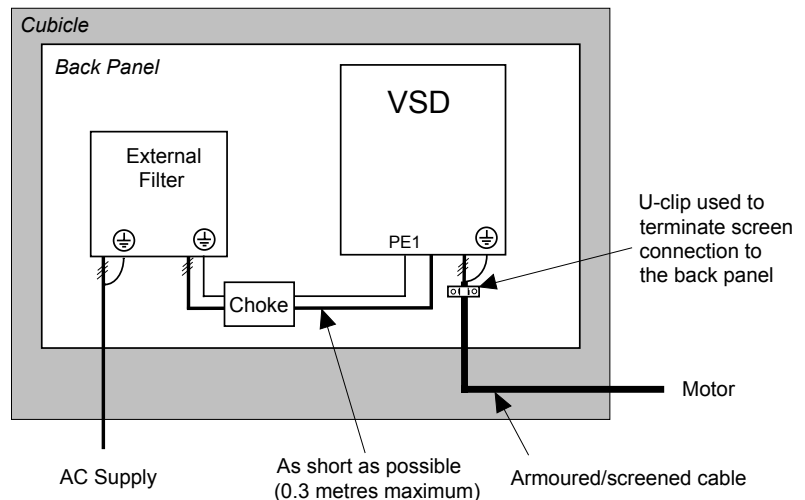 Cubicle
Back Panel
VSD
External
Filter
PE1
Choke
U-clip used to
terminate screen
connection to
the back panel
Motor
AC Supply
As short as possible
(0.3 metres maximum)
Armoured/screened cable